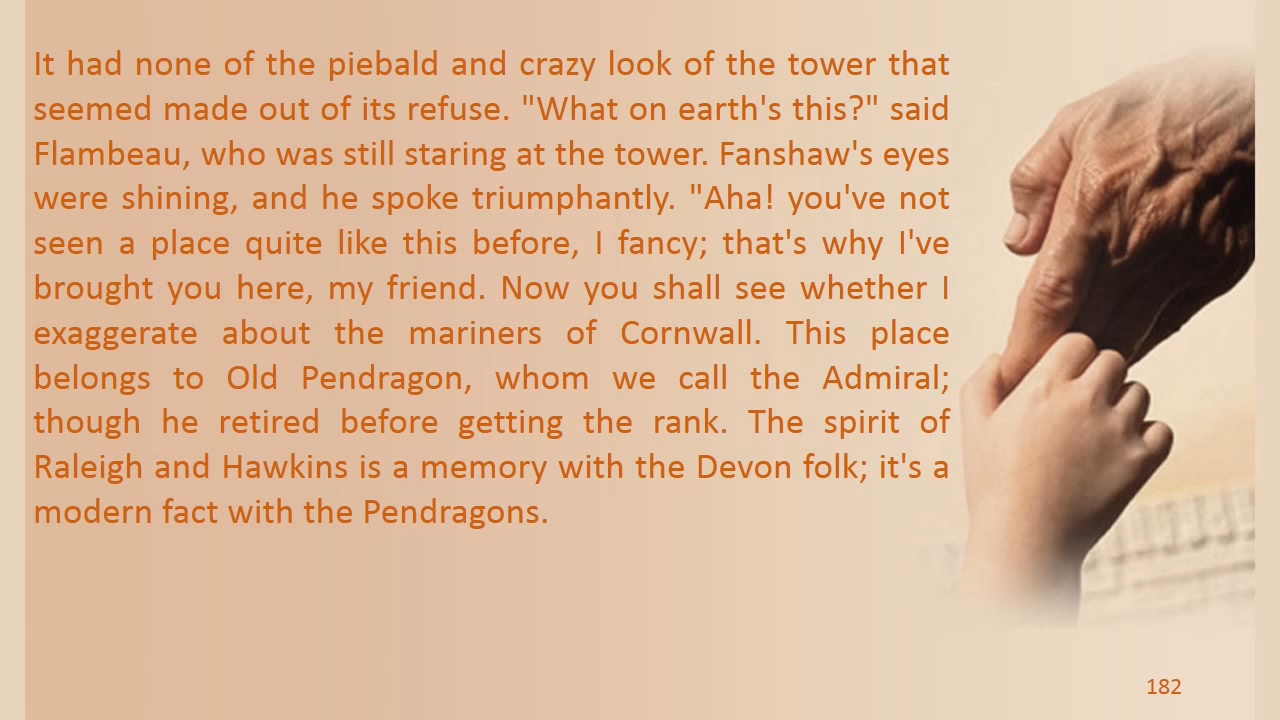 It had none of the piebald and crazy look of the tower that
seemed made out of its refuse. "What on earth's this?" said
Flambeau, who was still staring at the tower. Fanshaw's eyes
were shining, and he spoke triumphantly. "Aha! you've not
seen a place quite like this before, I fancy; that's why I've
brought you here, my friend. Now you shall see whether I
exaggerate about the mariners of Cornwall. This place
belongs to Old Pendragon, whom we call the Admiral;
though he retired before getting the rank. The spirit of
Raleigh and Hawkins is a memory with the Devon folk; it's a
modern fact with the Pendragons.
182